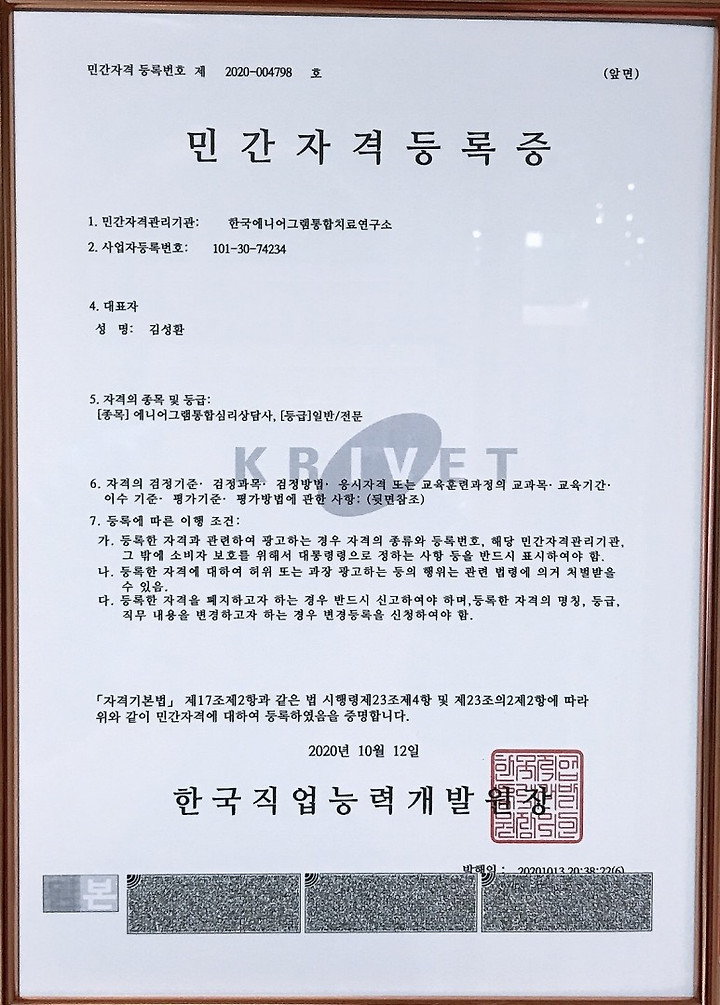 민간자격 등록번호 제 2020-004798 호 (앞면)
민간자격등록증
1. 민간자격관리기관: 한국에니어그램통합치료연구소
2. 사업자등록번호: 101-30-74234
4. 대표자
성 명: 김성환
5. 자격의 종목 및 등급:
[종목] 에니어그램통합심리상담사, [등급]일반/전문
KRIVET
6. 자격의 검정기준· 검정과목· 검정방법· 응시자격 또는 교육훈련과정의 교과목· 교육기간·
이수 기준· 평가기준· 평가방법에 관한 사항: (뒷면참조)
7. 등록에 따른 이행 조건:
가. 등록한 자격과 관련하여 광고하는 경우 자격의 종류와 등록번호, 해당 민간자격관리기관,
그 밖에 소비자 보호를 위해서 대통령령으로 정하는 사항 등을 반드시 표시하여야 함.
나. 등록한 자격에 대하여 허위 또는 과장 광고하는 등의 행위는 관련 법령에 의거 처벌받을
수 있음.
다. 등록한 자격을 폐지하고자 하는 경우 반드시 신고하여야 하며,등록한 자격의 명칭, 등급,
직무 내용을 변경하고자 하는 경우 변경등록을 신청하여야 함.
「자격기본법」 제17조제2항과 같은 법 시행령제23조제4항 및 제23조의2제2항에 따라
위와 같이 민간자격에 대하여 등록하였음을 증명합니다.
2020년 10월 12일
한국직업능력개발원장
발행일 : 20201013 20:38:22(6)
본